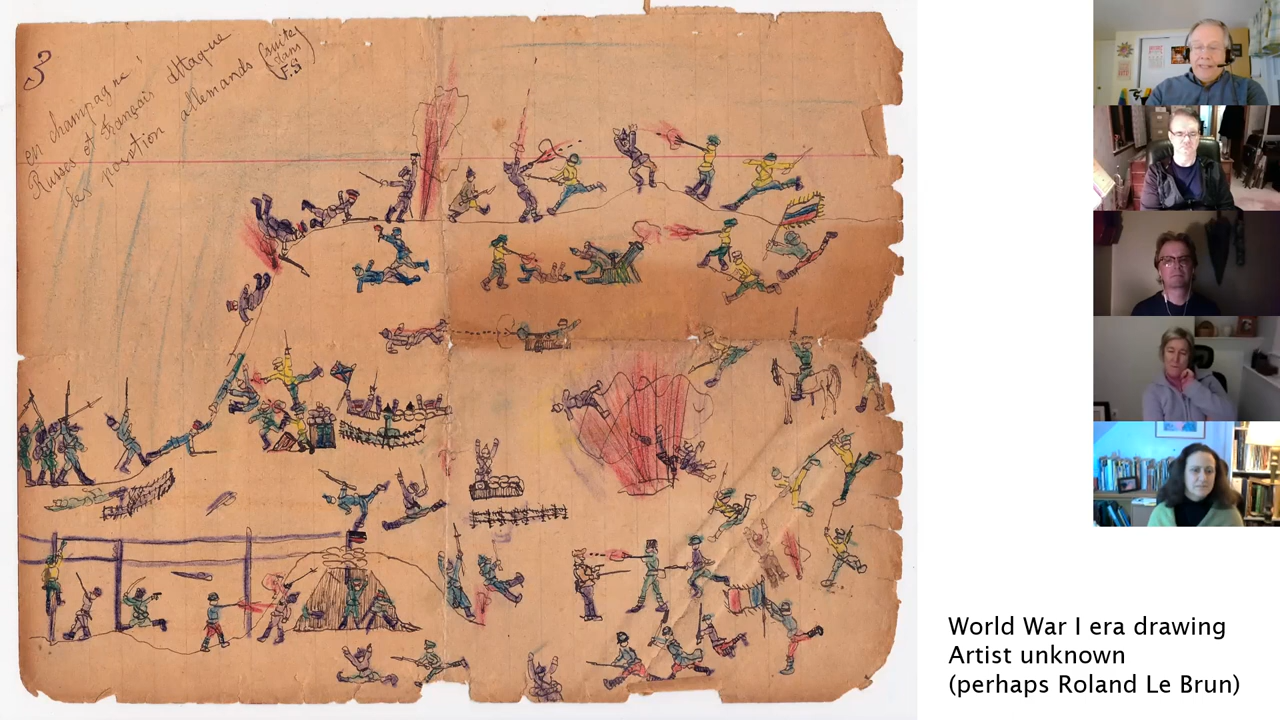 3
en champagne !
Russes et Français attaque
les position allemands (suite
dans
F.S)
World War I era drawing
Artist unknown
(perhaps Roland Le Brun)